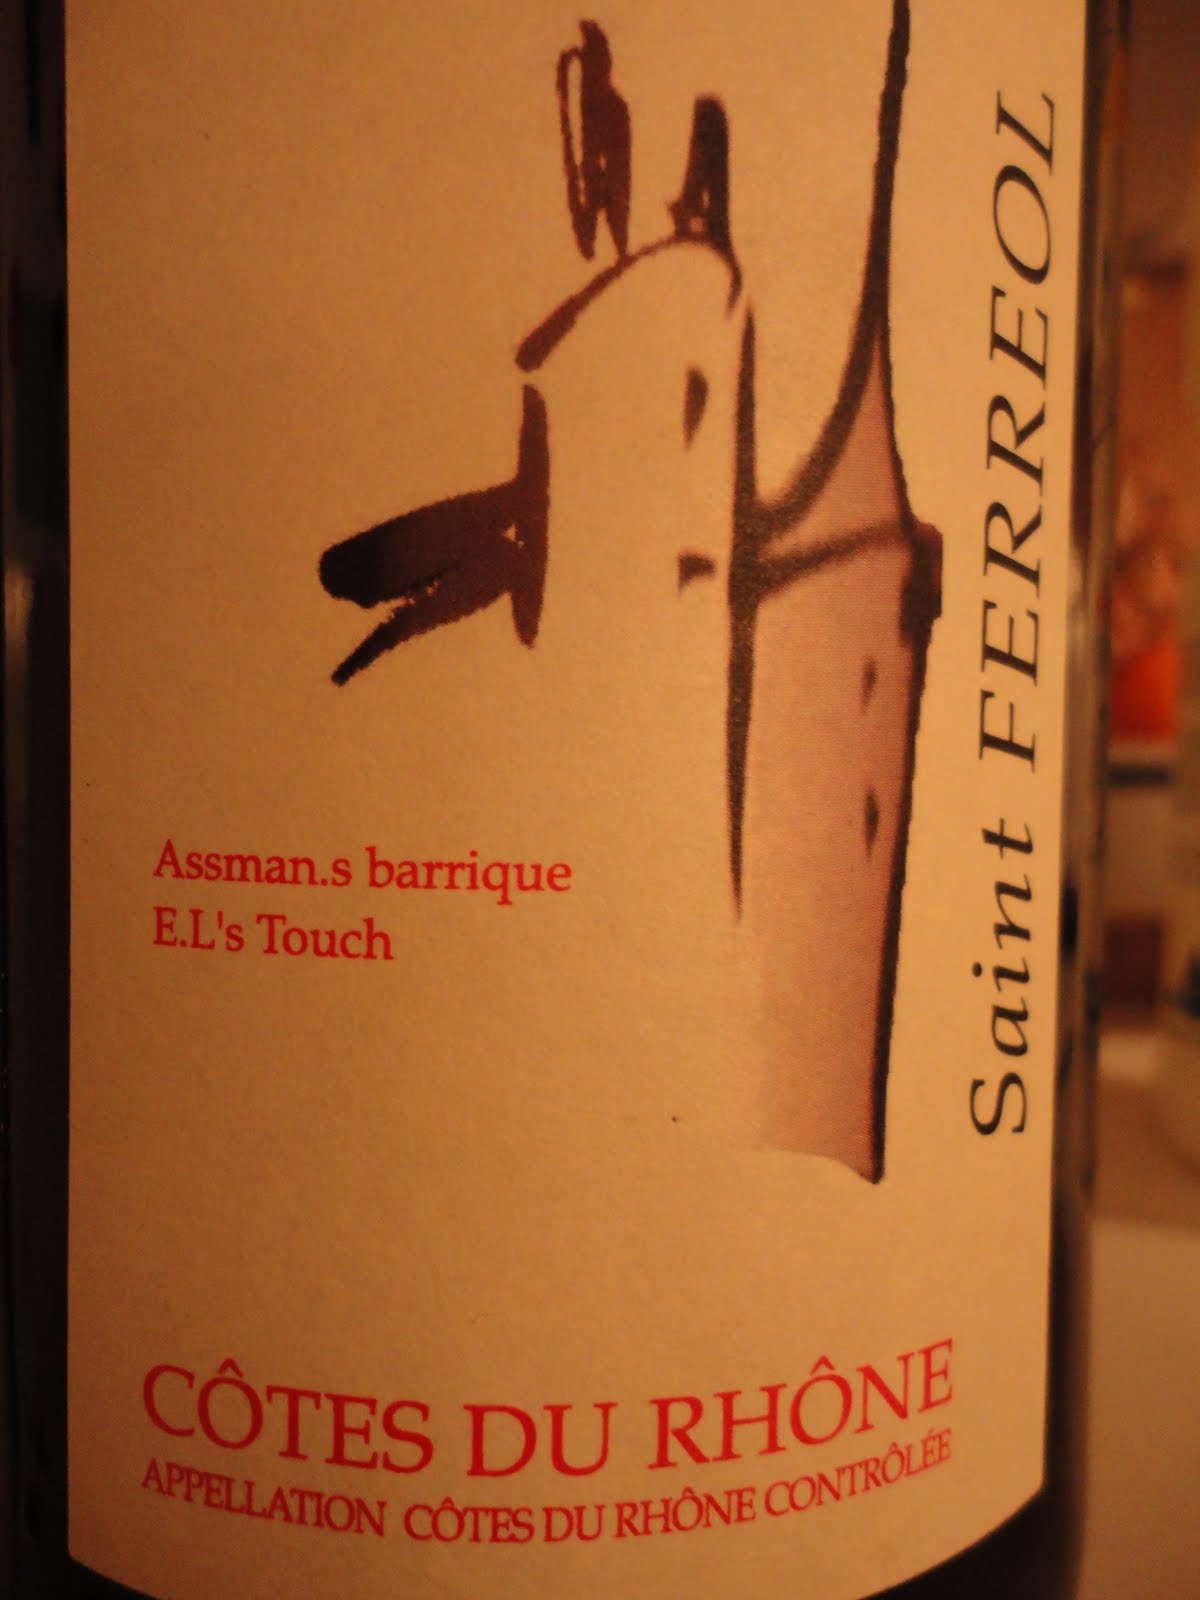 Saint FERREOL
Assman.s barrique
E.L's Touch
CÔTES DU RHÔNE
APPELLATION CÔTES DU RHÔNE CONTRÔLÉE